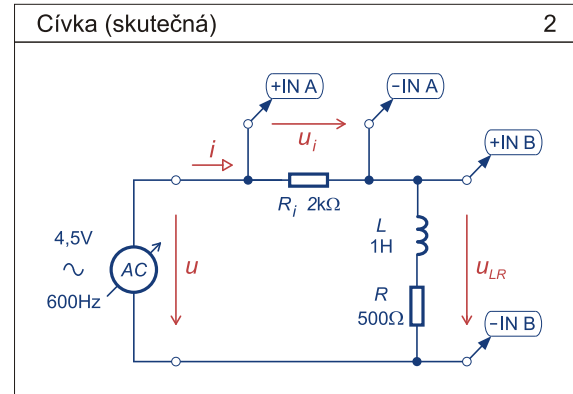 Cívka (skutečná) 2
+IN A
−IN A
u_i
+IN B
i
R_i 2kΩ
L
1H
4,5V
AC
600Hz
u
u_LR
R
500Ω
−IN B